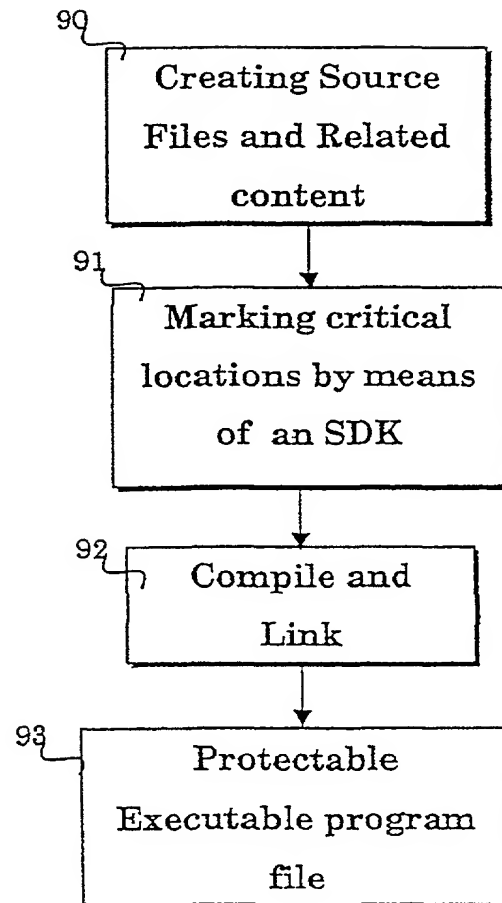 90
Creating Source
Files and Related
content
91
Marking critical
locations by means
of an SDK
92
Compile and
Link
93
Protectable
Executable program
file